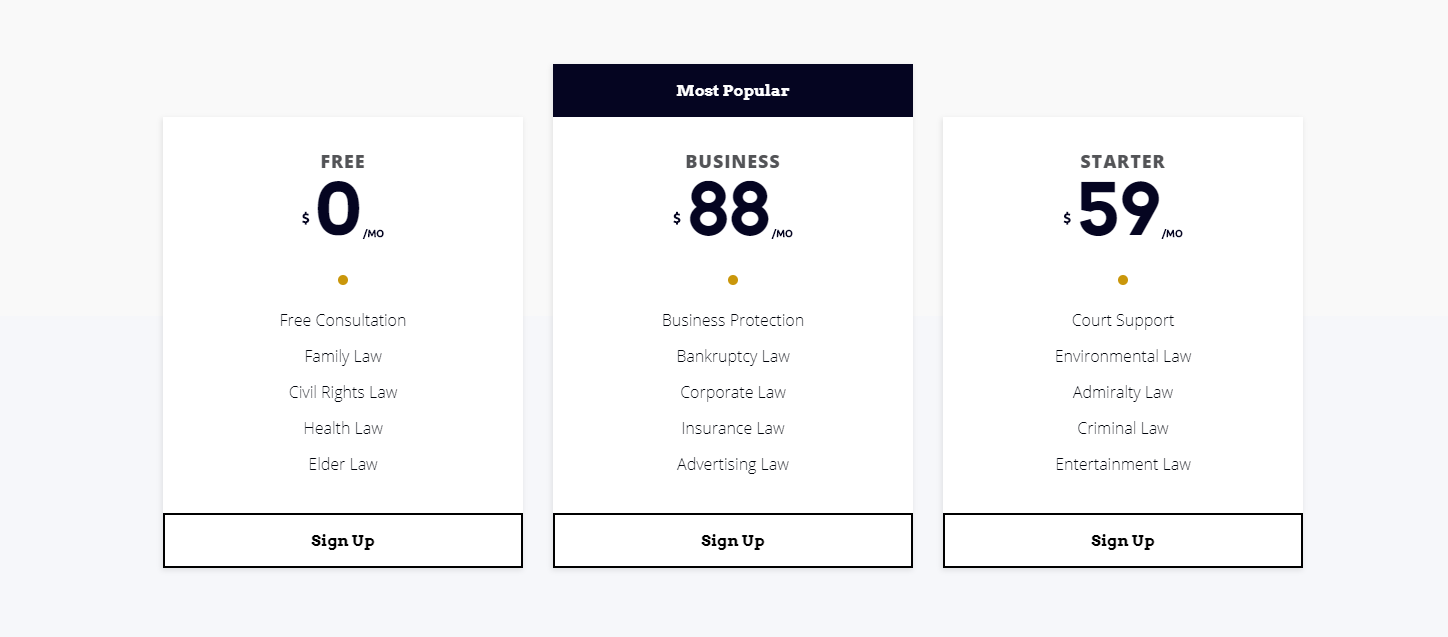 Most Popular
FREE
$ 0 /MO
Free Consultation
Family Law
Civil Rights Law
Health Law
Elder Law
Sign Up
BUSINESS
$ 88 /MO
Business Protection
Bankruptcy Law
Corporate Law
Insurance Law
Advertising Law
Sign Up
STARTER
$ 59 /MO
Court Support
Environmental Law
Admiralty Law
Criminal Law
Entertainment Law
Sign Up